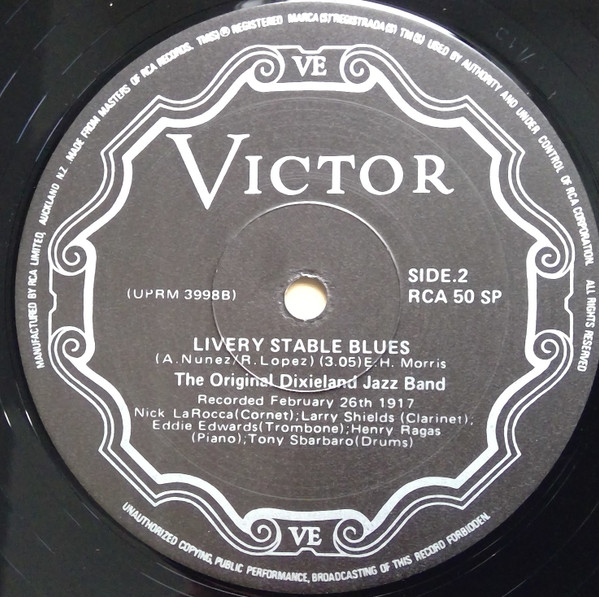 MANUFACTURED BY RCA LIMITED, AUCKLAND N.Z. MADE FROM MASTERS OF RCA RECORDS. TM(S) ® REGISTERED MARCA(S) REGISTRADA(S) TM(S) USED BY AUTHORITY AND UNDER CONTROL OF RCA CORPORATION. ALL RIGHTS RESERVED
VE
VICTOR
SIDE.2
(UPRM 3998B)
RCA 50 SP
LIVERY STABLE BLUES
(A.Nunez/R.Lopez)(3.05)E.H. Morris
The Original Dixieland Jazz Band
Recorded February 26th 1917
Nick LaRocca(Cornet);Larry Shields (Clarinet);
Eddie Edwards(Trombone);Henry Ragas
(Piano);Tony Sbarbaro(Drums)
VE
UNAUTHORIZED COPYING, PUBLIC PERFORMANCE, BROADCASTING OF THIS RECORD FORBIDDEN.